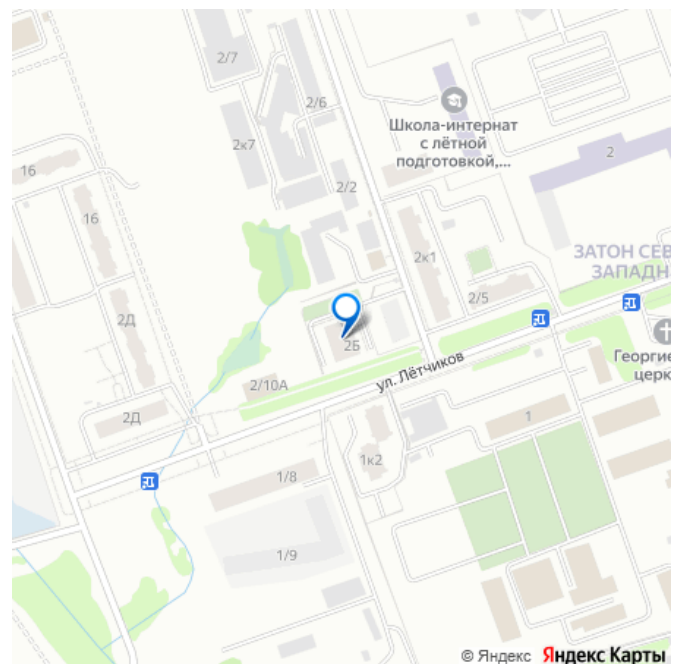 2/7
2/6
2к7
Школа-интернат
с лётной
подготовкой,...
2
16
2/2
16
2к1
ЗАТОН СЕВ
ЗАПАДН
2/5
2Д
2Б
Георгие
церк
ул. Лётчиков
2/10А
2Д
1
1к2
1/8
1/9
© Яндекс Яндекс Карты